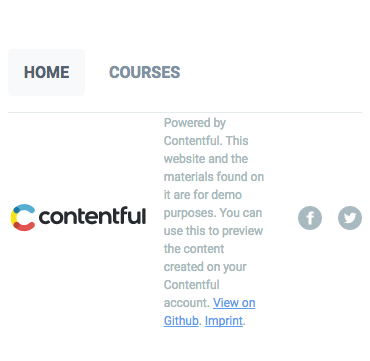 HOME COURSES
Powered by
Contentful. This
website and the
materials found on
it are for demo
purposes. You can
use this to preview
the content
created on your
Contentful
account. View on
Github. Imprint.
contentful